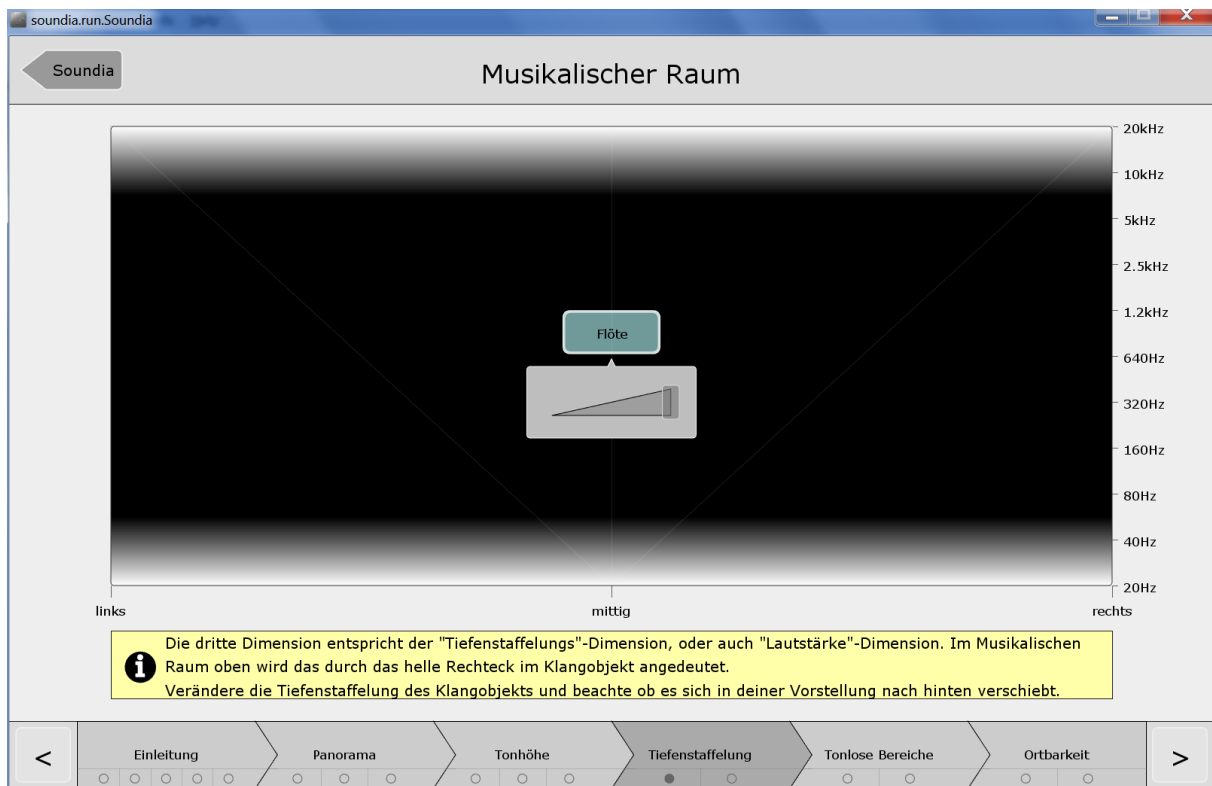 soundia.run.Soundia
Soundia
Musikalischer Raum
20kHz
10kHz
5kHz
2.5kHz
1.2kHz
Flöte
640Hz
320Hz
160Hz
80Hz
40Hz
20Hz
links
mittig
rechts
Die dritte Dimension entspricht der "Tiefenstaffelungs"-Dimension, oder auch "Lautstärke"-Dimension. Im Musikalischen
Raum oben wird das durch das helle Rechteck im Klangobjekt angedeutet.
Verändere die Tiefenstaffelung des Klangobjekts und beachte ob es sich in deiner Vorstellung nach hinten verschiebt.
<
Einleitung
Panorama
Tonhöhe
Tiefenstaffelung
Tonlose Bereiche
Ortbarkeit
>